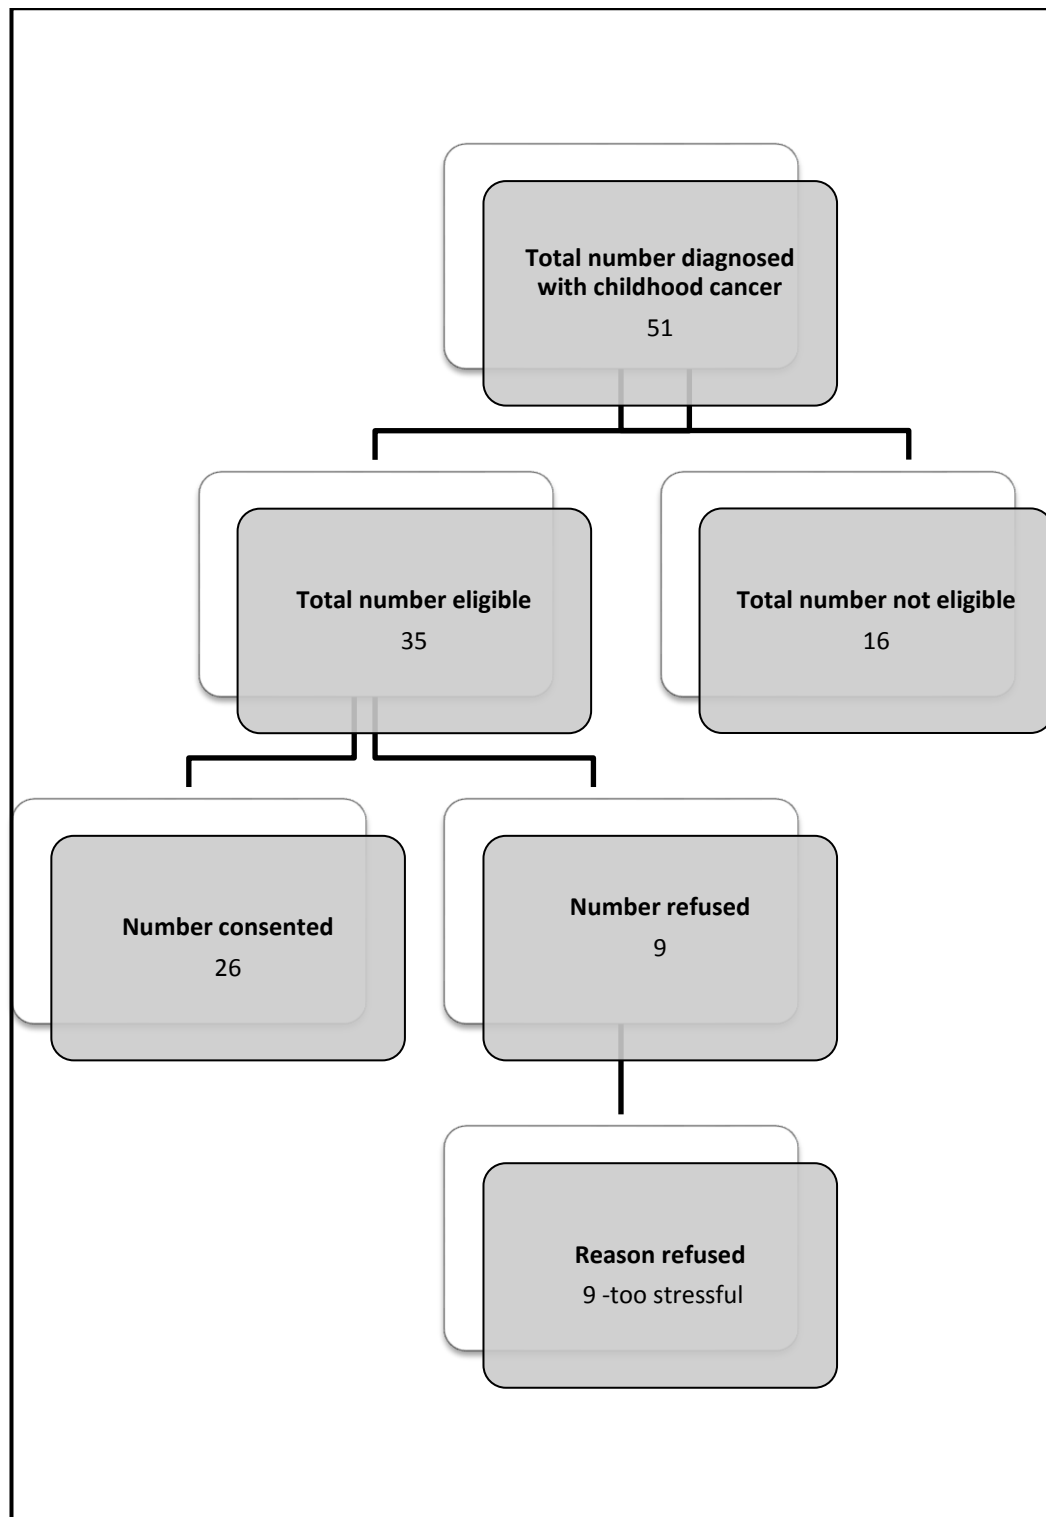 Total number diagnosed
with childhood cancer
51
Total number eligible
35
Total number not eligible
16
Number consented
26
Number refused
9
Reason refused
9 -too stressful